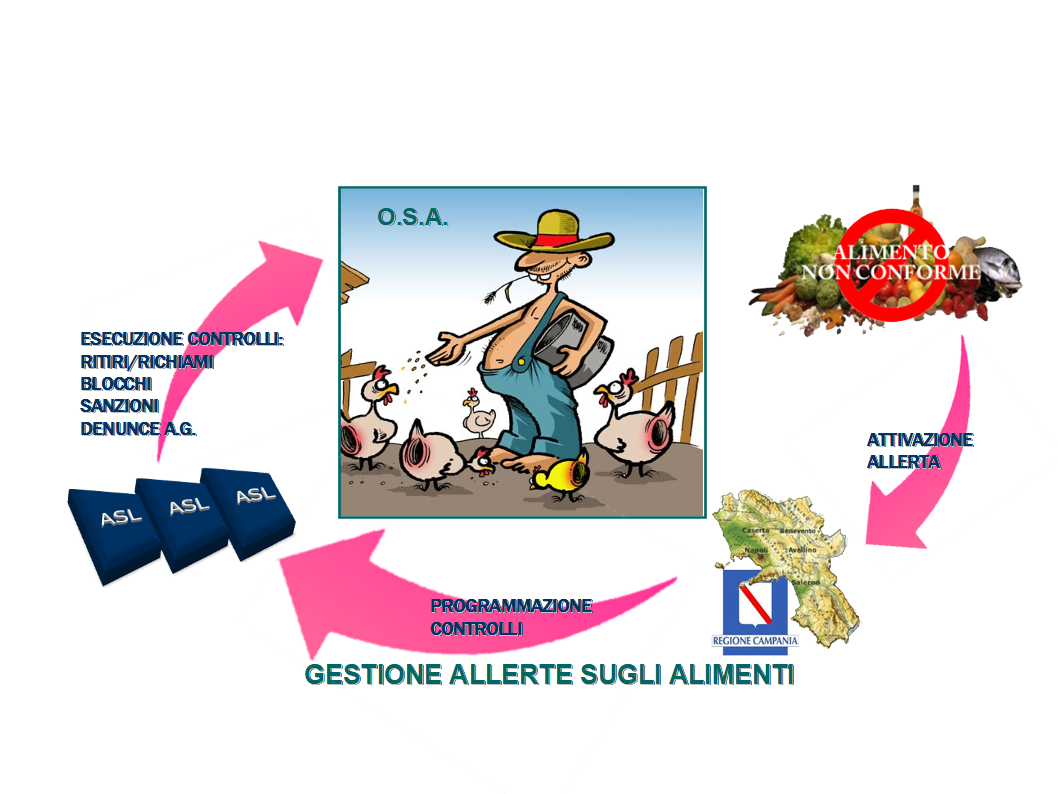 O.S.A.
ALIMENTO
NON CONFORME
ESECUZIONE CONTROLLI:
RITIRI/RICHIAMI
BLOCCHI
SANZIONI
DENUNCE A.G.
ATTIVAZIONE
ALLERTA
ASL
ASL
ASL
Caserta
Benevento
Napoli
Avellino
Salerno
REGIONE CAMPANIA
PROGRAMMAZIONE
CONTROLLI
GESTIONE ALLERTE SUGLI ALIMENTI